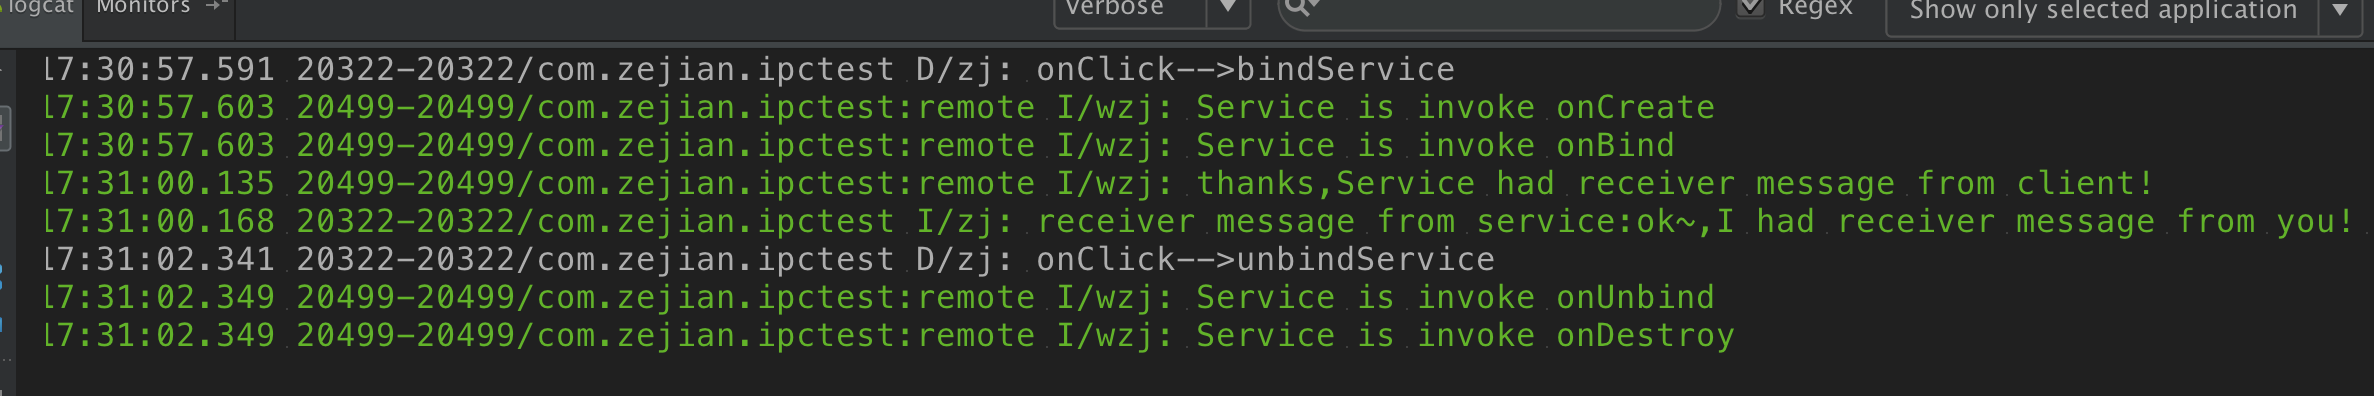 logcat Monitors Verbose Regex Show only selected application
17:30:57.591 20322-20322/com.zejian.ipctest D/zj: onClick-->bindService
17:30:57.603 20499-20499/com.zejian.ipctest:remote I/wzj: Service is invoke onCreate
17:30:57.603 20499-20499/com.zejian.ipctest:remote I/wzj: Service is invoke onBind
17:31:00.135 20499-20499/com.zejian.ipctest:remote I/wzj: thanks,Service had receiver message from client!
17:31:00.168 20322-20322/com.zejian.ipctest I/zj: receiver message from service:ok~,I had receiver message from you!
17:31:02.341 20322-20322/com.zejian.ipctest D/zj: onClick-->unbindService
17:31:02.349 20499-20499/com.zejian.ipctest:remote I/wzj: Service is invoke onUnbind
17:31:02.349 20499-20499/com.zejian.ipctest:remote I/wzj: Service is invoke onDestroy